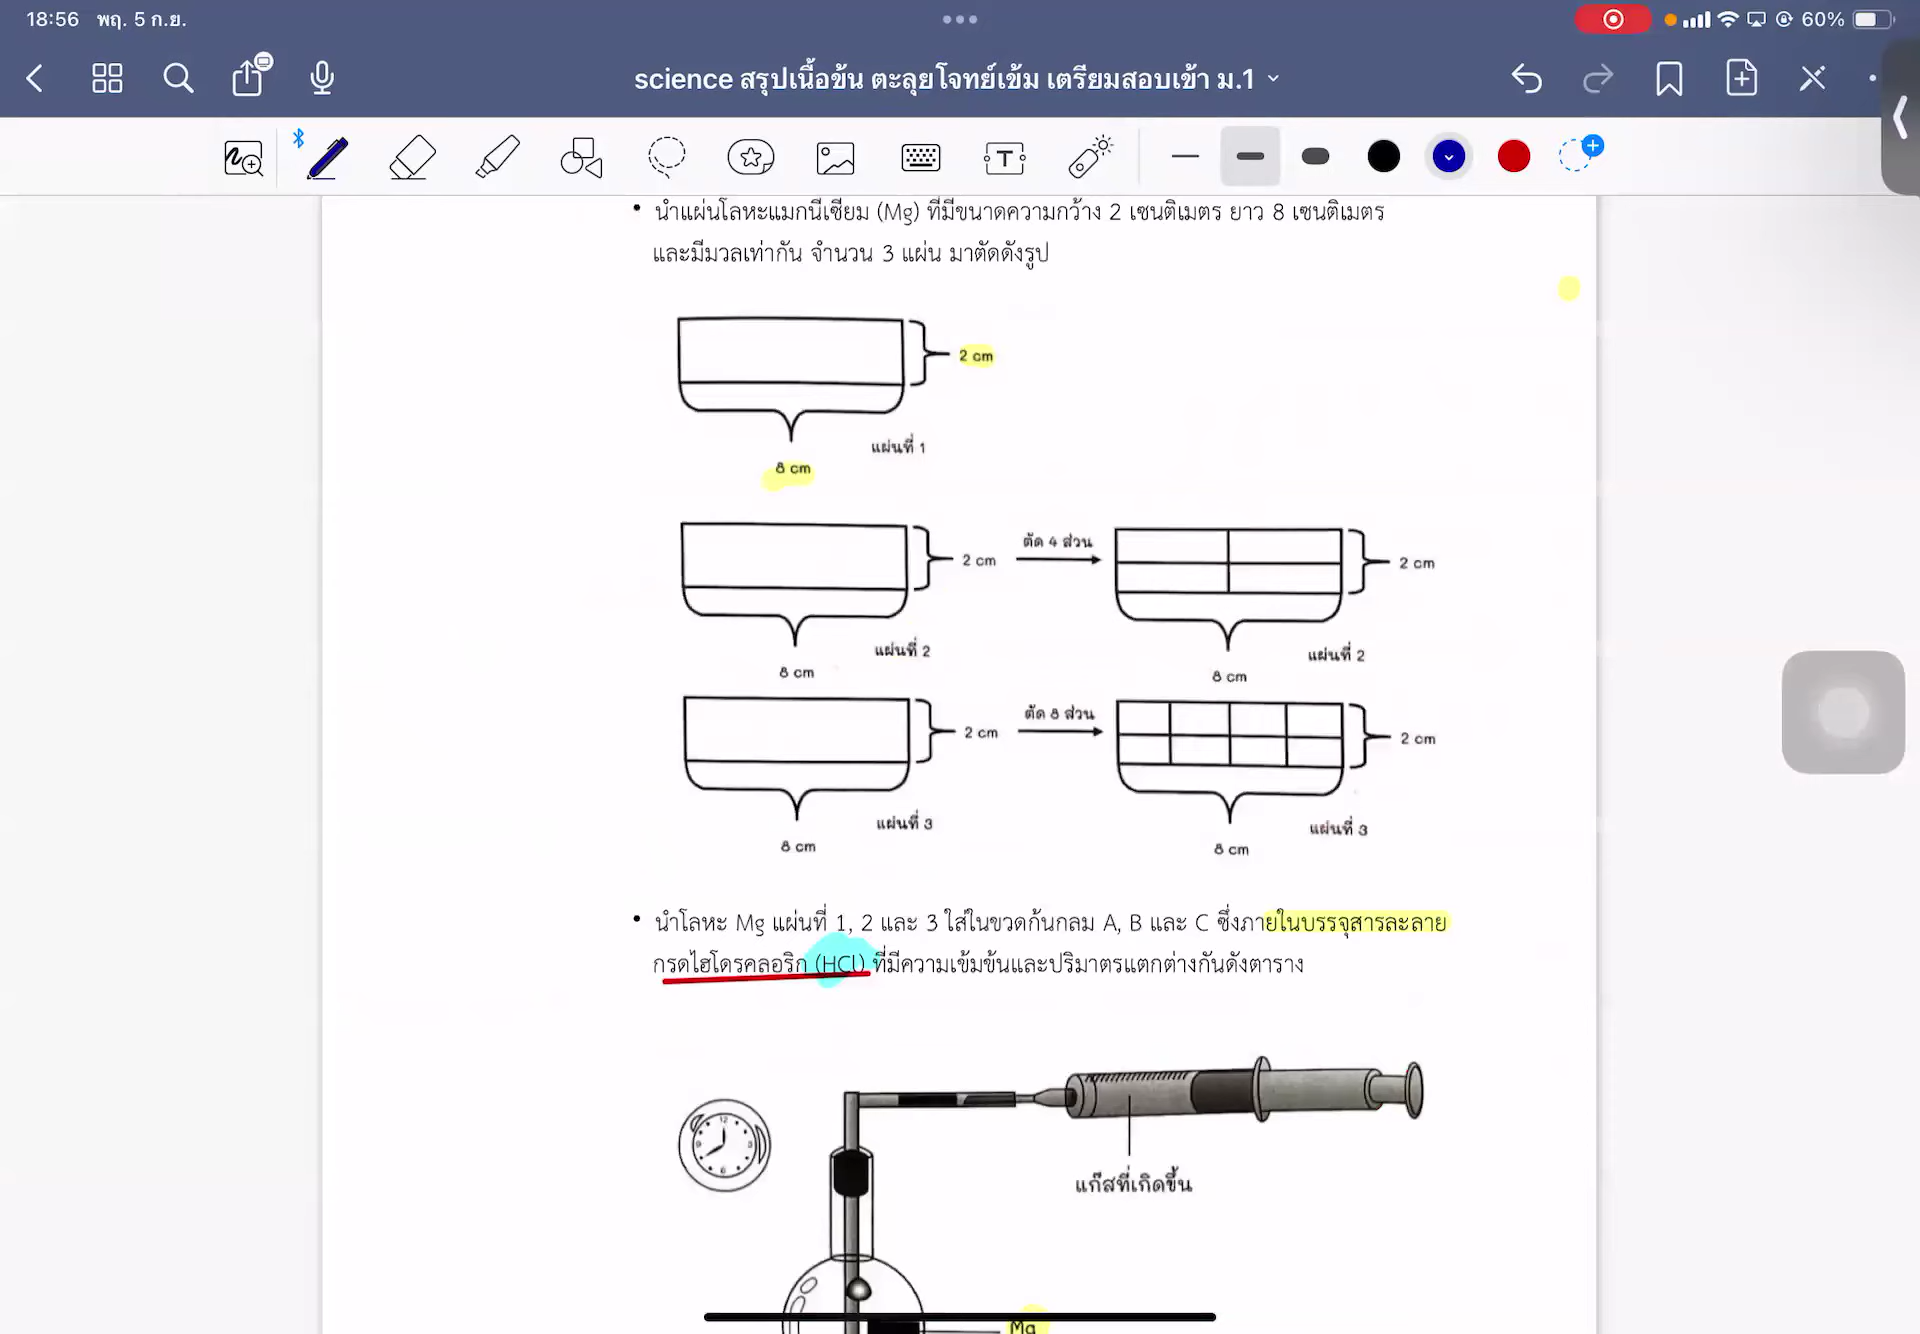 18:56 พฤ. 5 ก.ย.
60%
science สรุปเนื้อข้น ตะลุยโจทย์เข้ม เตรียมสอบเข้า ม.1
T
• นำแผ่นโลหะแมกนีเซียม (Mg) ที่มีขนาดความกว้าง 2 เซนติเมตร ยาว 8 เซนติเมตร
และมีมวลเท่ากัน จำนวน 3 แผ่น มาตัดดังรูป
2 cm
แผ่นที่ 1
8 cm
2 cm
ตัด 4 ส่วน
2 cm
แผ่นที่ 2
8 cm
แผ่นที่ 2
8 cm
2 cm
ตัด 8 ส่วน
2 cm
แผ่นที่ 3
8 cm
แผ่นที่ 3
8 cm
• นำโลหะ Mg แผ่นที่ 1, 2 และ 3 ใส่ในขวดก้นกลม A, B และ C ซึ่งภายในบรรจุสารละลาย
กรดไฮโดรคลอริก (HCl) ที่มีความเข้มข้นและปริมาตรแตกต่างกันดังตาราง
12
3
6
9
แก๊สที่เกิดขึ้น
Mg